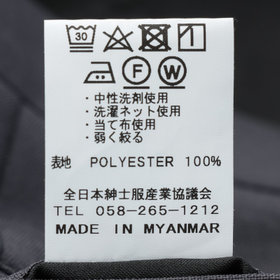 30
1
F W
・中性洗剤使用
・洗濯ネット使用
・当て布使用
・弱く絞る
表地 POLYESTER 100%
全日本紳士服産業協議会
TEL 058-265-1212
MADE IN MYANMAR